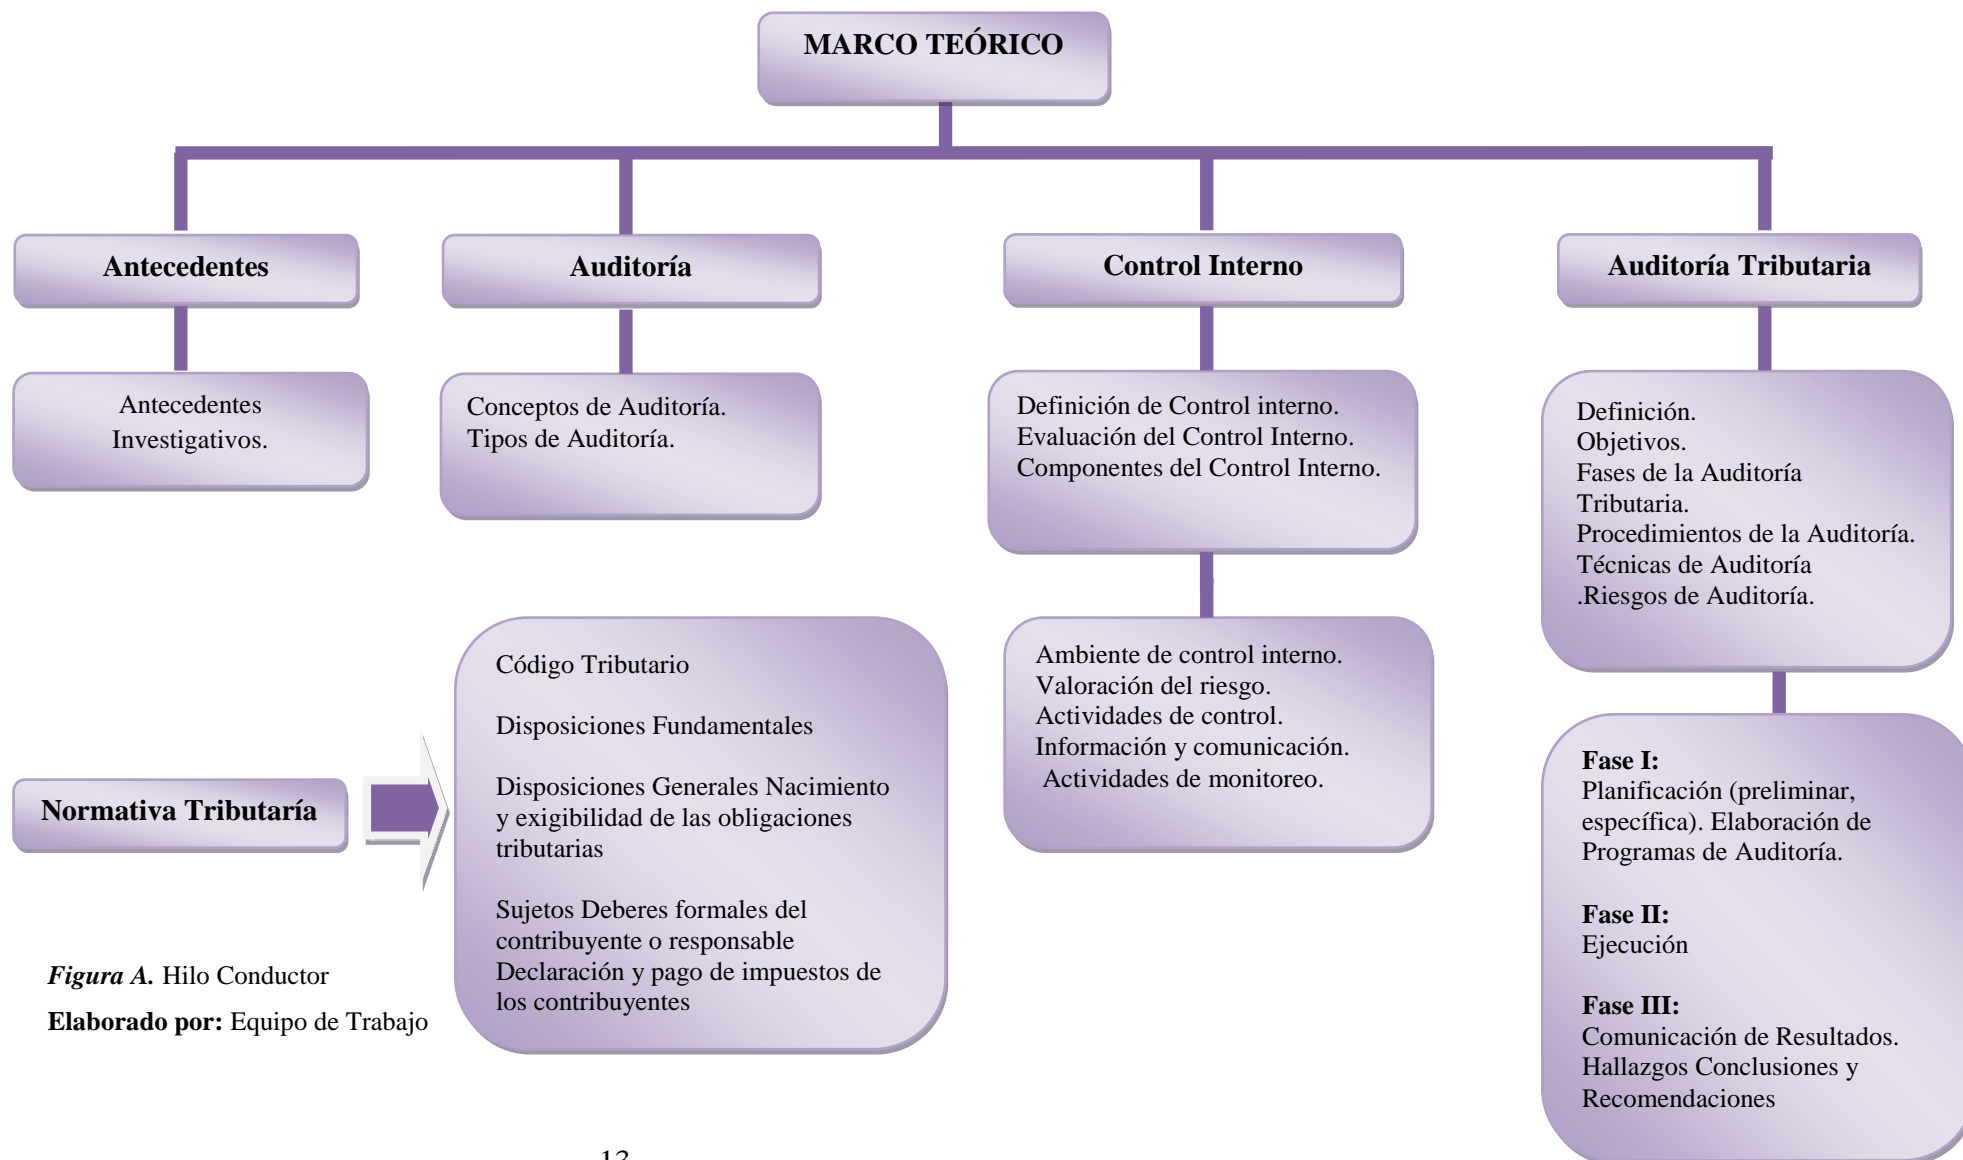 MARCO TEÓRICO
Antecedentes
Auditoría
Control Interno
Auditoría Tributaria
Antecedentes
Investigativos.
Conceptos de Auditoría.
Tipos de Auditoría.
Definición de Control interno.
Evaluación del Control Interno.
Componentes del Control Interno.
Definición.
Objetivos.
Fases de la Auditoría
Tributaria.
Procedimientos de la Auditoría.
Técnicas de Auditoría
.Riesgos de Auditoría.
Ambiente de control interno.
Valoración del riesgo.
Actividades de control.
Información y comunicación.
Actividades de monitoreo.
Fase I:
Planificación (preliminar,
específica). Elaboración de
Programas de Auditoría.
Fase II:
Ejecución
Fase III:
Comunicación de Resultados.
Hallazgos Conclusiones y
Recomendaciones
Normativa Tributaría
Código Tributario
Disposiciones Fundamentales
Disposiciones Generales Nacimiento
y exigibilidad de las obligaciones
tributarias
Sujetos Deberes formales del
contribuyente o responsable
Declaración y pago de impuestos de
los contribuyentes
Figura A. Hilo Conductor
Elaborado por: Equipo de Trabajo
13